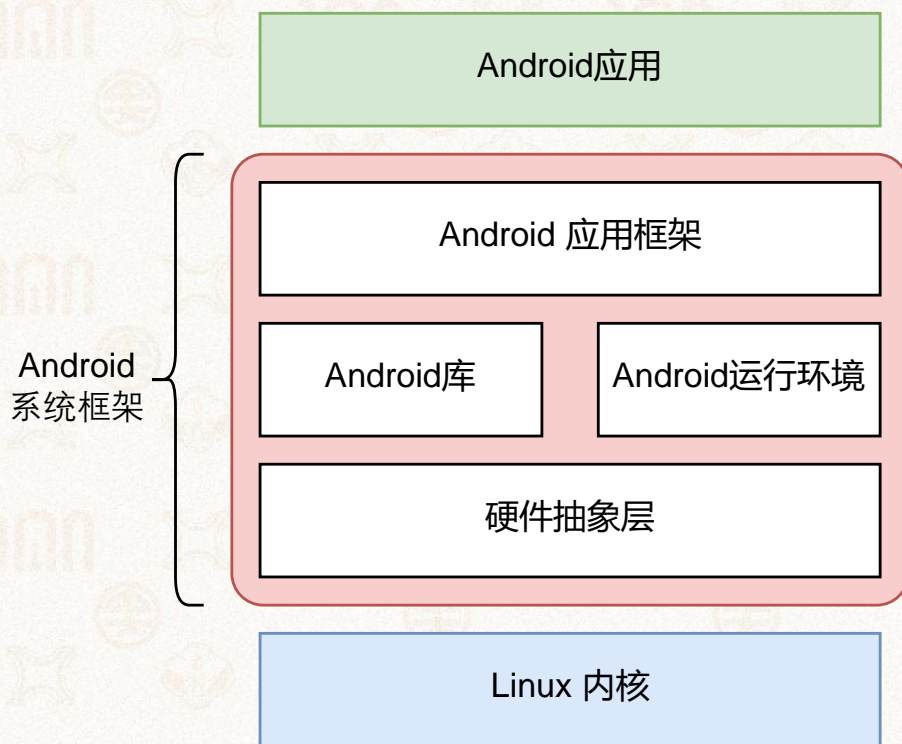 Android应用
Android 应用框架
Android库
Android运行环境
Android
系统框架
硬件抽象层
Linux 内核